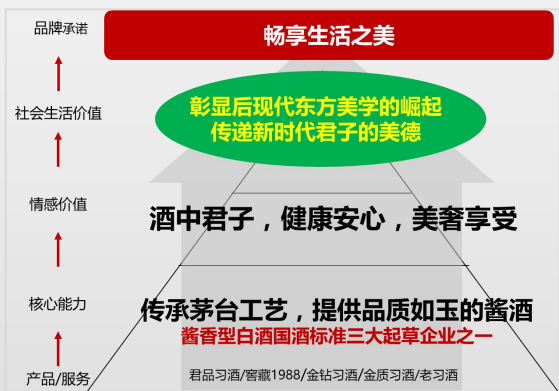 品牌承诺
畅享生活之美
社会生活价值
彰显后现代东方美学的崛起
传递新时代君子的美德
情感价值
酒中君子，健康安心，美奢享受
核心能力
传承茅台工艺，提供品质如玉的酱酒
酱香型白酒国酒标准三大起草企业之一
产品/服务
君品习酒/窖藏1988/金钻习酒/金质习酒/老习酒